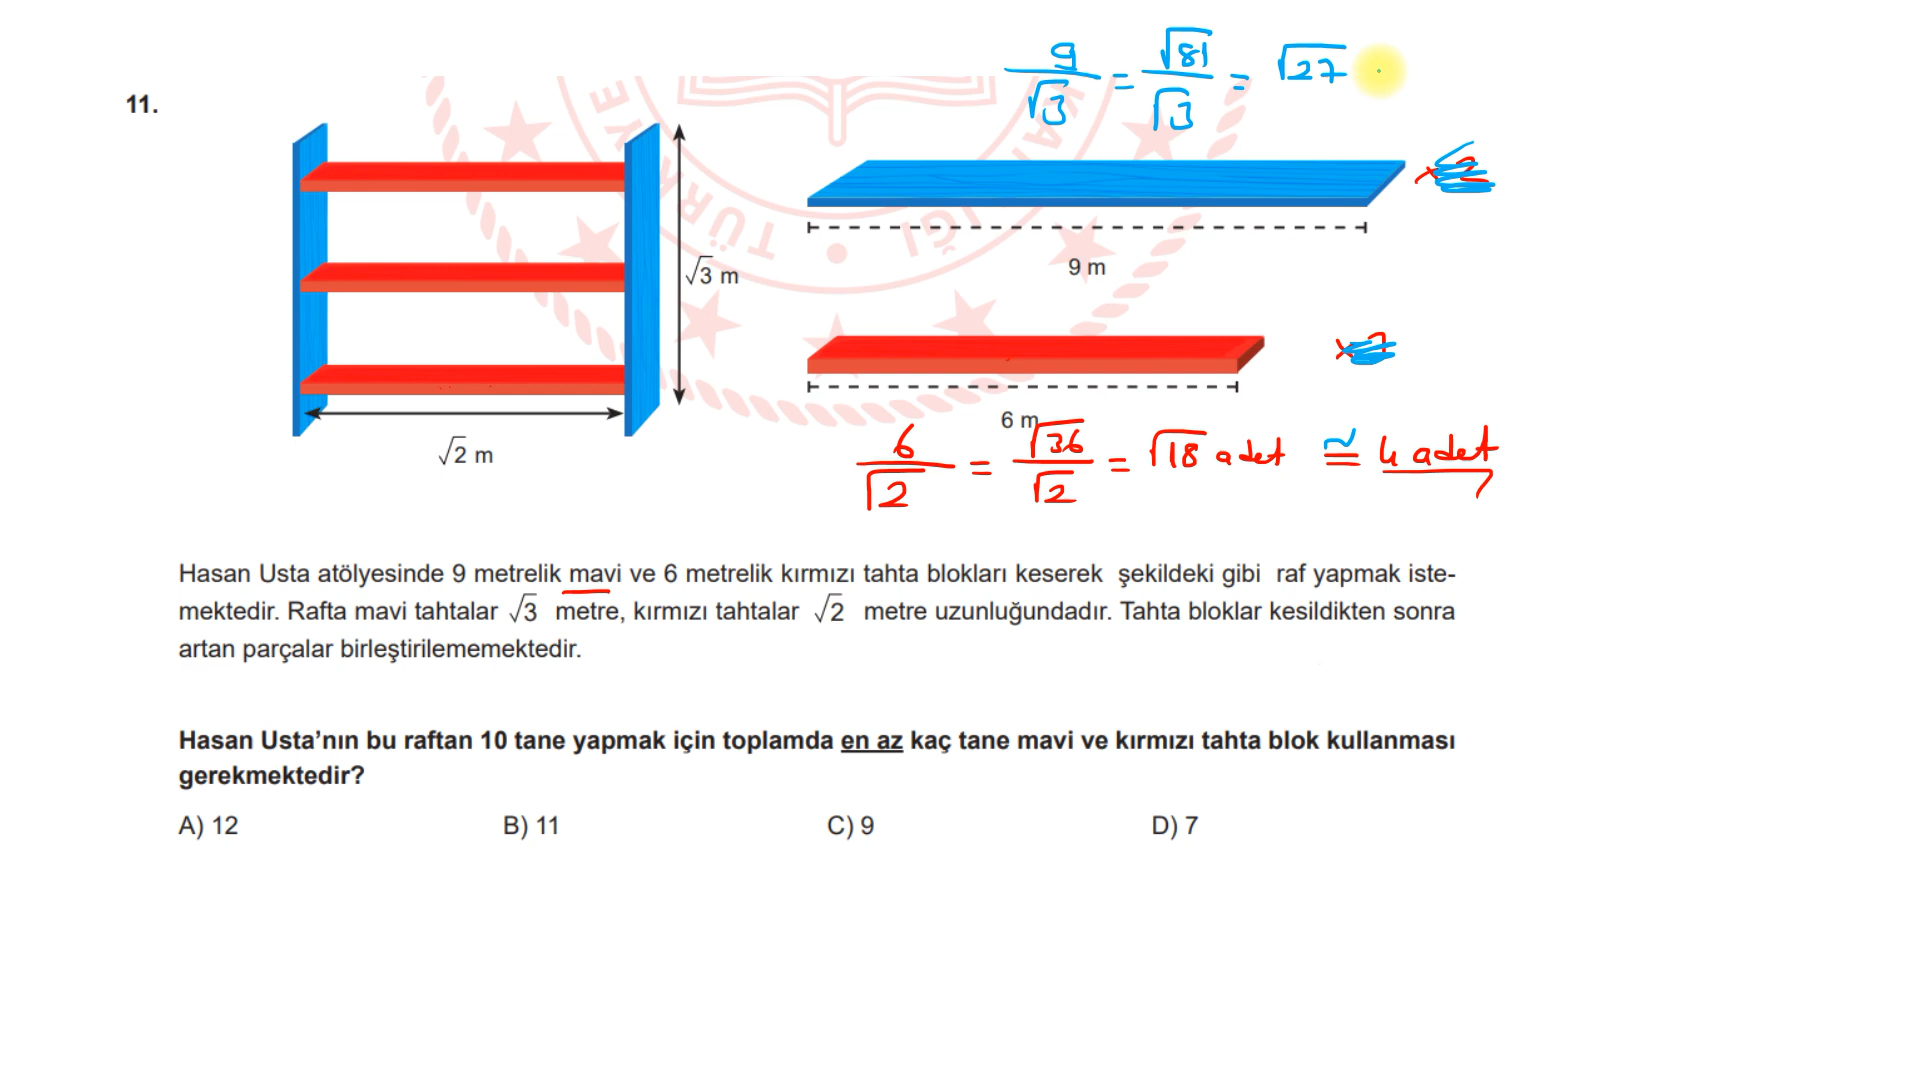 9/√3 = √81/√3 = √27
11.
√3 m
9 m
6 m
√2 m
6/√2 = √36/√2 = √18 adet ≅ 4 adet
Hasan Usta atölyesinde 9 metrelik mavi ve 6 metrelik kırmızı tahta blokları keserek şekildeki gibi raf yapmak iste-
mektedir. Rafta mavi tahtalar √3 metre, kırmızı tahtalar √2 metre uzunluğundadır. Tahta bloklar kesildikten sonra
artan parçalar birleştirilememektedir.
Hasan Usta’nın bu raftan 10 tane yapmak için toplamda en az kaç tane mavi ve kırmızı tahta blok kullanması
gerekmektedir?
A) 12 B) 11 C) 9 D) 7